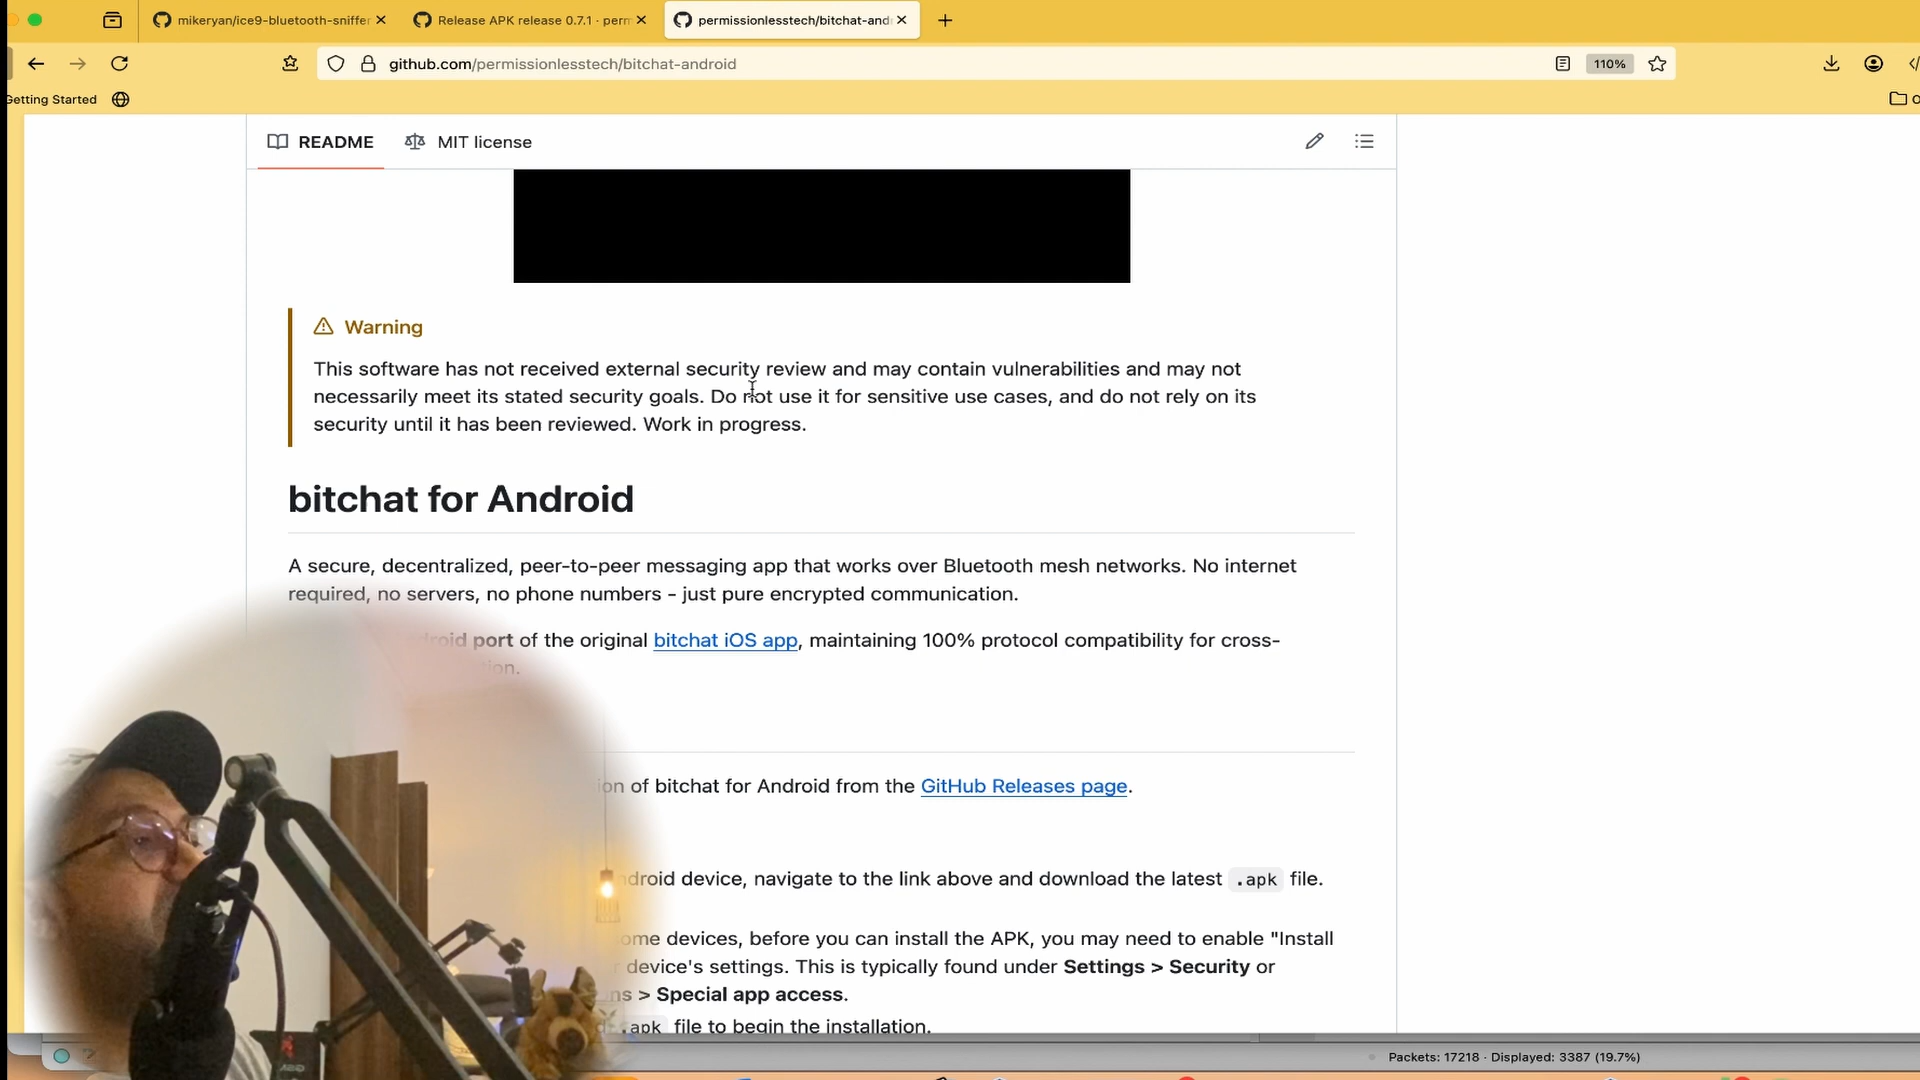 mikeryan/ice9-bluetooth-sniffer
Release APK release 0.7.1 · perm
permissionlesstech/bitchat-and
github.com/permissionlesstech/bitchat-android
110%
Getting Started
README
MIT license
Warning
This software has not received external security review and may contain vulnerabilities and may not
necessarily meet its stated security goals. Do not use it for sensitive use cases, and do not rely on its
security until it has been reviewed. Work in progress.
bitchat for Android
A secure, decentralized, peer-to-peer messaging app that works over Bluetooth mesh networks. No internet
required, no servers, no phone numbers - just pure encrypted communication.
droid port of the original bitchat iOS app, maintaining 100% protocol compatibility for cross-
tion.
ion of bitchat for Android from the GitHub Releases page.
ndroid device, navigate to the link above and download the latest .apk file.
ome devices, before you can install the APK, you may need to enable "Install
device's settings. This is typically found under Settings > Security or
ns > Special app access.
.apk file to begin the installation.
Packets: 17218 · Displayed: 3387 (19.7%)